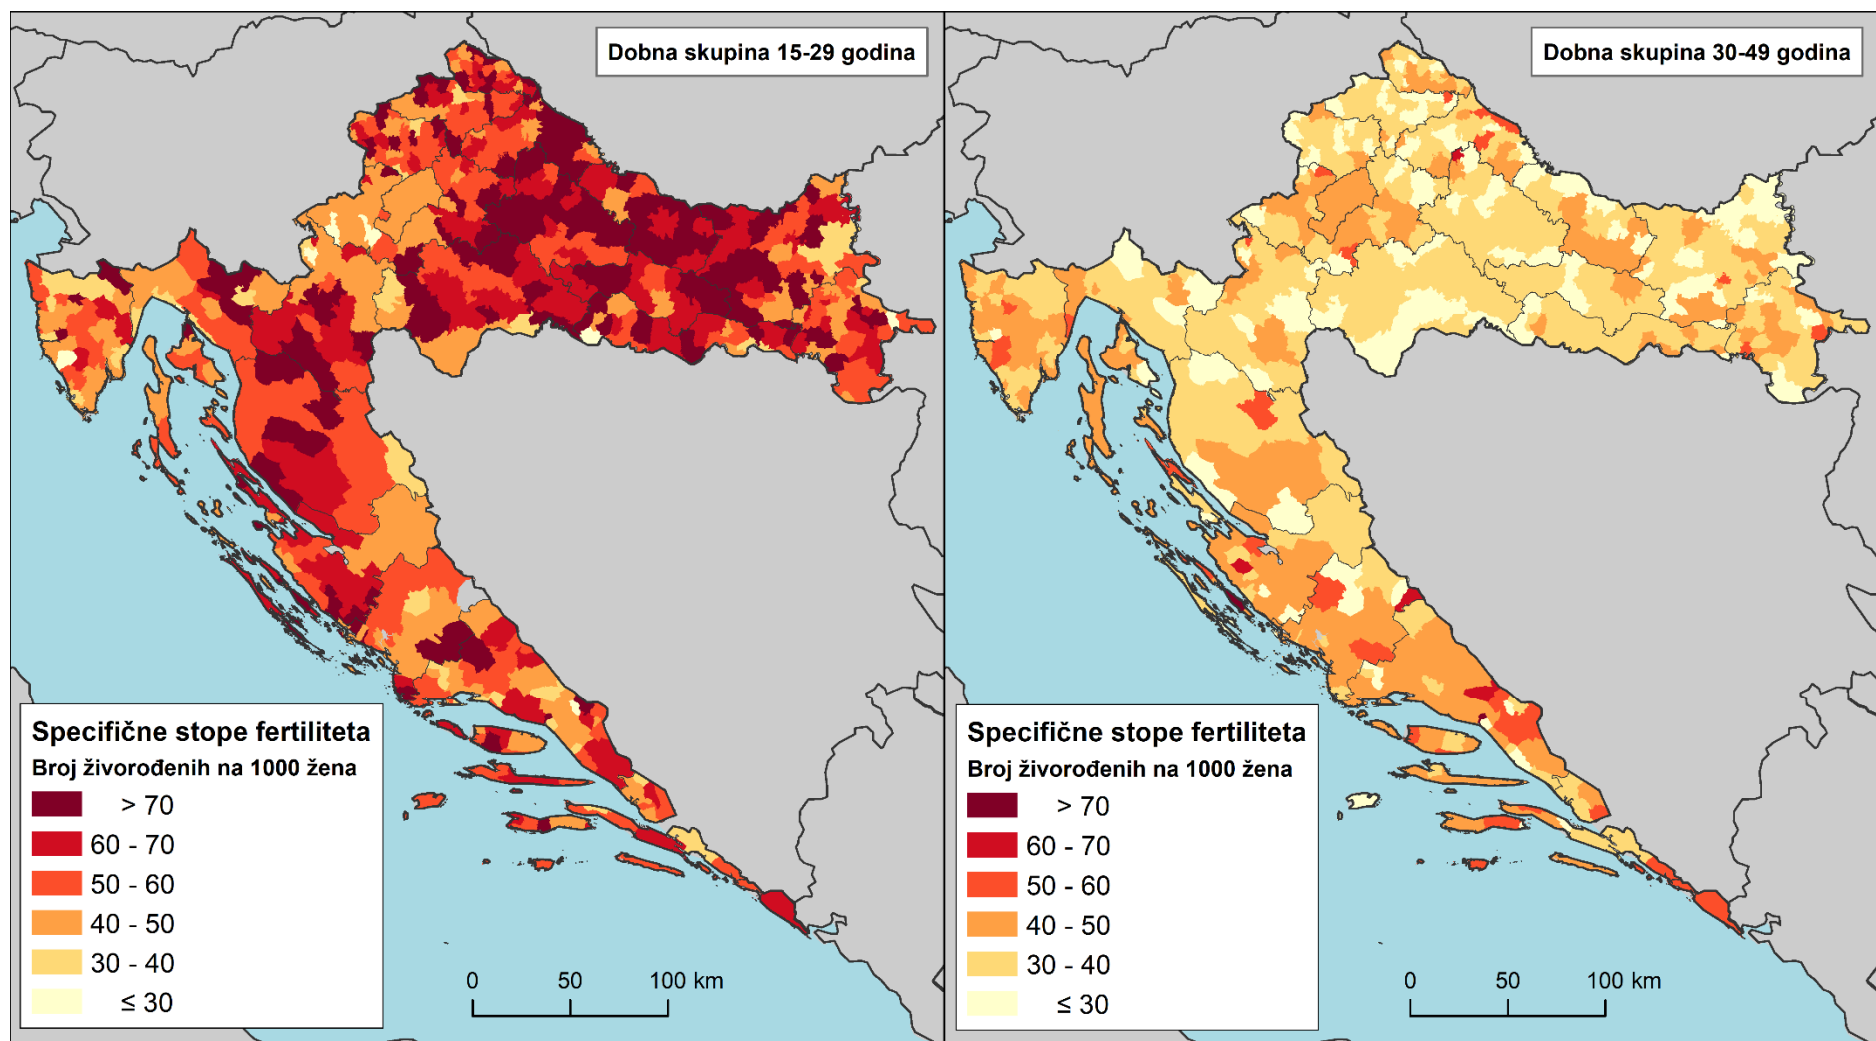 Dobna skupina 15-29 godina
Specifične stope fertiliteta
Broj živorođenih na 1000 žena
> 70
60 - 70
50 - 60
40 - 50
30 - 40
≤ 30
0 50 100 km
Dobna skupina 30-49 godina
Specifične stope fertiliteta
Broj živorođenih na 1000 žena
> 70
60 - 70
50 - 60
40 - 50
30 - 40
≤ 30
0 50 100 km